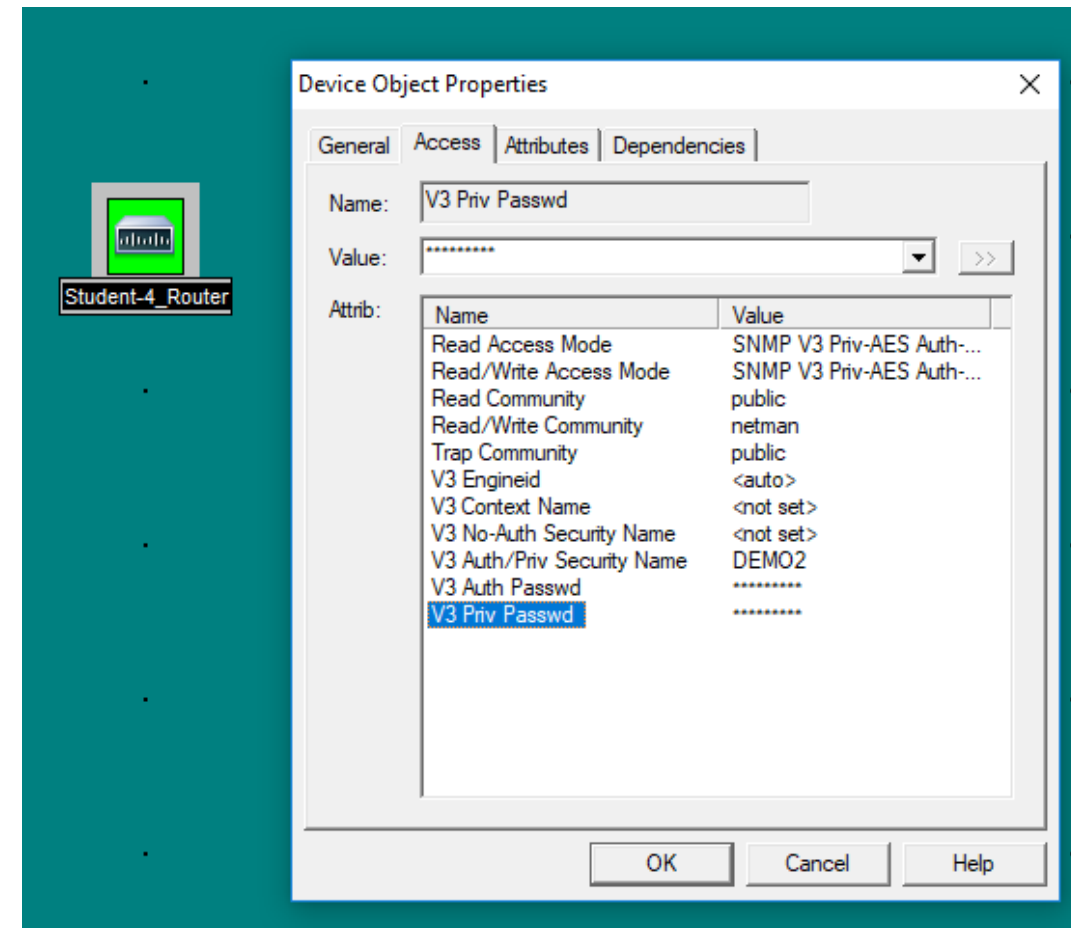 Device Object Properties
General Access Attributes Dependencies
Name: V3 Priv Passwd
Value: *********
Student-4_Router
Attrib:
Name Value
Read Access Mode SNMP V3 Priv-AES Auth-...
Read/Write Access Mode SNMP V3 Priv-AES Auth-...
Read Community public
Read/Write Community netman
Trap Community public
V3 Engineid <auto>
V3 Context Name <not set>
V3 No-Auth Security Name <not set>
V3 Auth/Priv Security Name DEMO2
V3 Auth Passwd *********
V3 Priv Passwd *********
OK Cancel Help